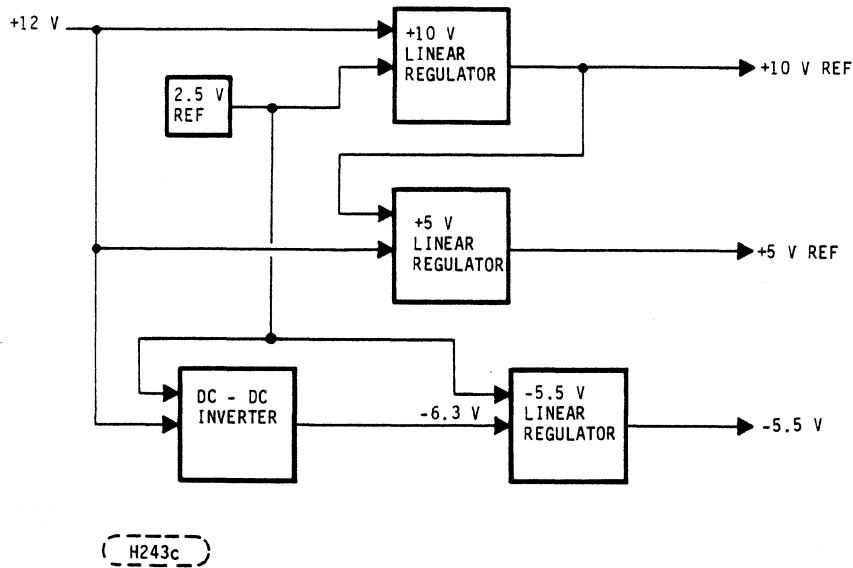 +12 V
+10 V
LINEAR
REGULATOR
+10 V REF
2.5 V
REF
+5 V
LINEAR
REGULATOR
+5 V REF
DC - DC
INVERTER
-6.3 V
-5.5 V
LINEAR
REGULATOR
-5.5 V
H243c